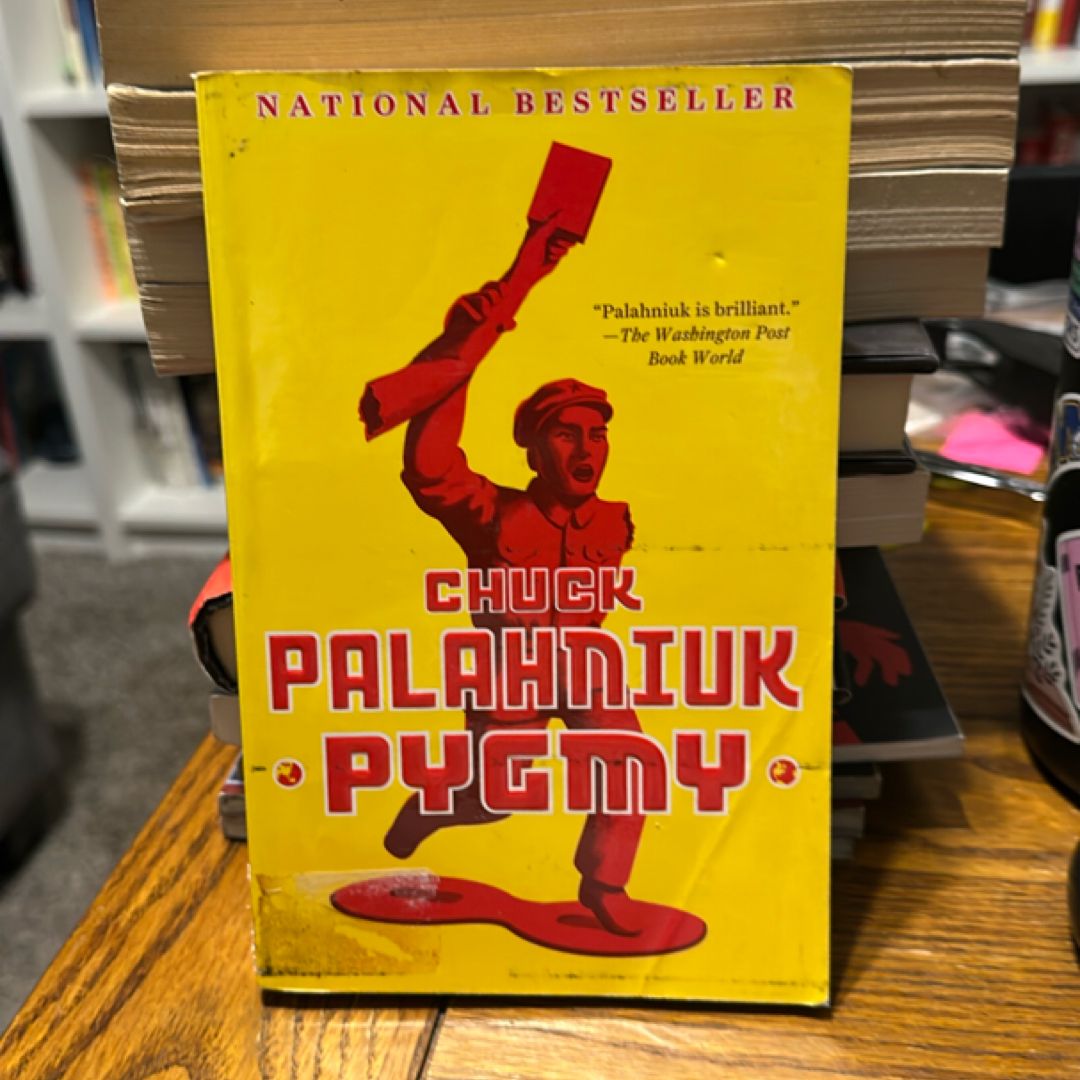 NATIONAL BESTSELLER
“Palahniuk is brilliant.”
—The Washington Post
Book World
CHUCK
PALAHNIUK
PYGMY